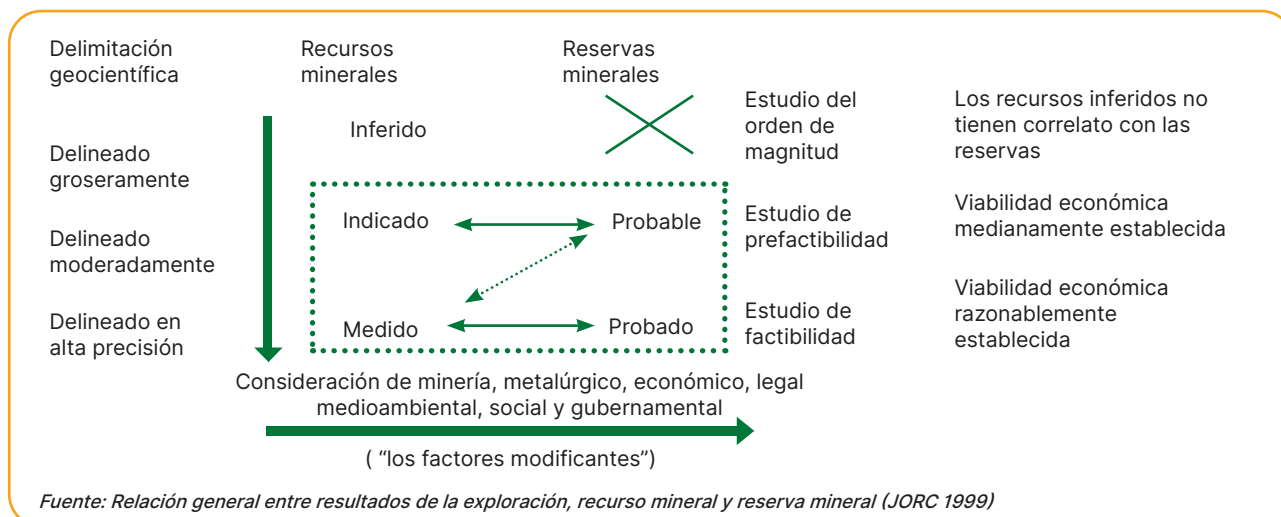 Delimitación
geocientífica
Recursos
minerales
Reservas
minerales
Inferido
Estudio del
orden de
magnitud
Los recursos inferidos no
tienen correlato con las
reservas
Delineado
groseramente
Indicado
Probable
Estudio de
prefactibilidad
Viabilidad económica
medianamente establecida
Delineado
moderadamente
Medido
Probado
Estudio de
factibilidad
Viabilidad económica
razonablemente
establecida
Delineado en
alta precisión
Consideración de minería, metalúrgico, económico, legal
medioambiental, social y gubernamental
( “los factores modificantes”)
Fuente: Relación general entre resultados de la exploración, recurso mineral y reserva mineral (JORC 1999)